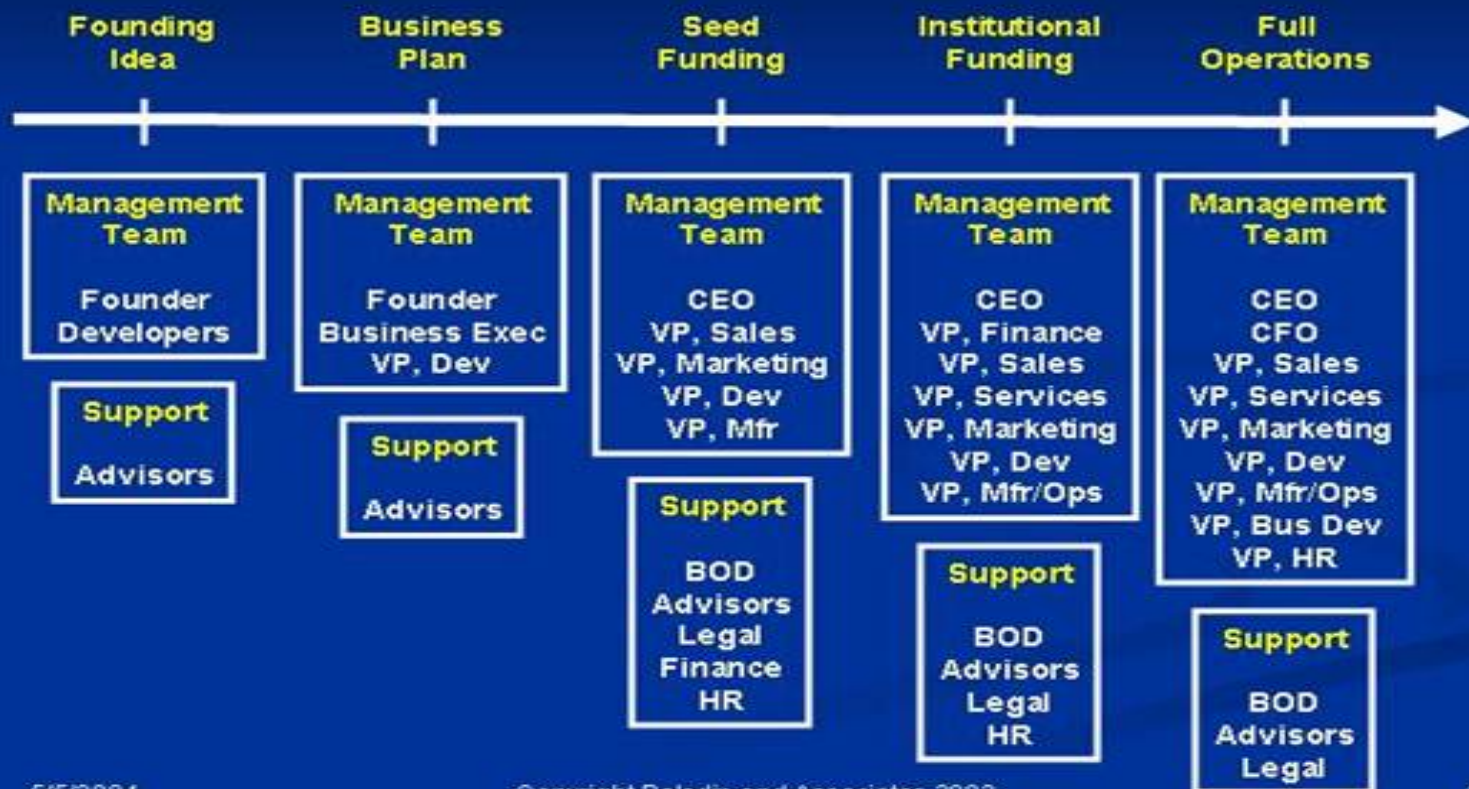 Founding
Idea
Business
Plan
Seed
Funding
Institutional
Funding
Full
Operations
Management
Team
Founder
Developers
Support
Advisors
Management
Team
Founder
Business Exec
VP, Dev
Support
Advisors
Management
Team
CEO
VP, Sales
VP, Marketing
VP, Dev
VP, Mfr
Support
BOD
Advisors
Legal
Finance
HR
Management
Team
CEO
VP, Finance
VP, Sales
VP, Services
VP, Marketing
VP, Dev
VP, Mfr/Ops
Support
BOD
Advisors
Legal
HR
Management
Team
CEO
CFO
VP, Sales
VP, Services
VP, Marketing
VP, Dev
VP, Mfr/Ops
VP, Bus Dev
VP, HR
Support
BOD
Advisors
Legal